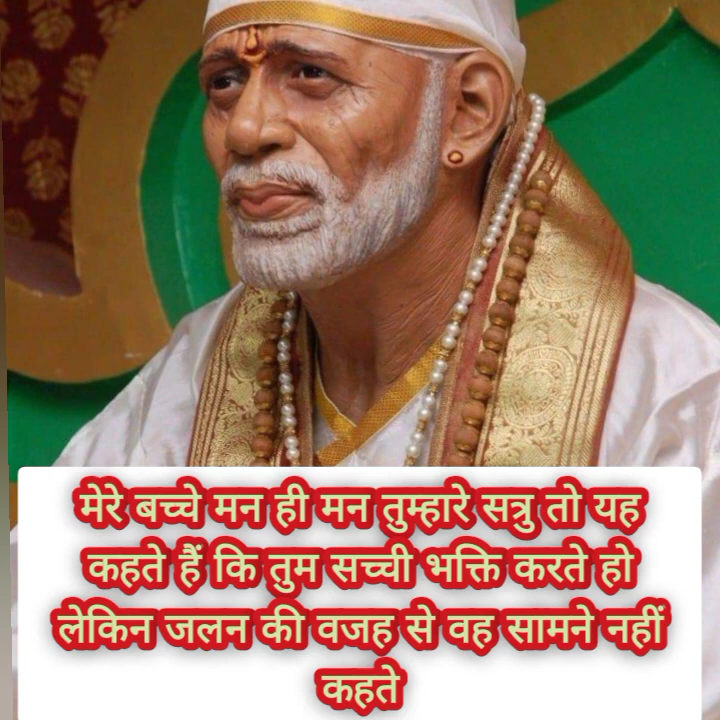 मेरे बच्चे मन ही मन तुम्हारे सत्रु तो यह
कहते हैं कि तुम सच्ची भक्ति करते हो
लेकिन जलन की वजह से वह सामने नहीं
कहते